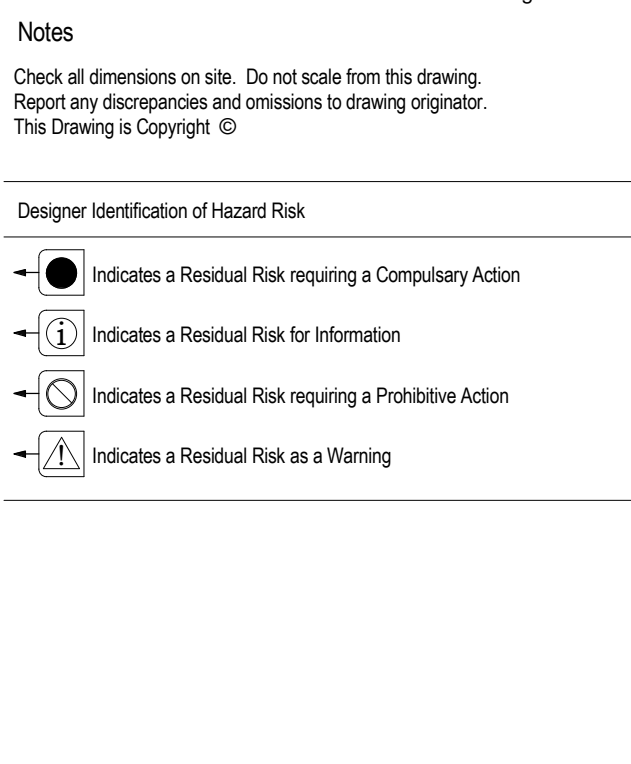 Notes
Check all dimensions on site. Do not scale from this drawing.
Report any discrepancies and omissions to drawing originator.
This Drawing is Copyright ©
Designer Identification of Hazard Risk
Indicates a Residual Risk requiring a Compulsary Action
i Indicates a Residual Risk for Information
Indicates a Residual Risk requiring a Prohibitive Action
! Indicates a Residual Risk as a Warning